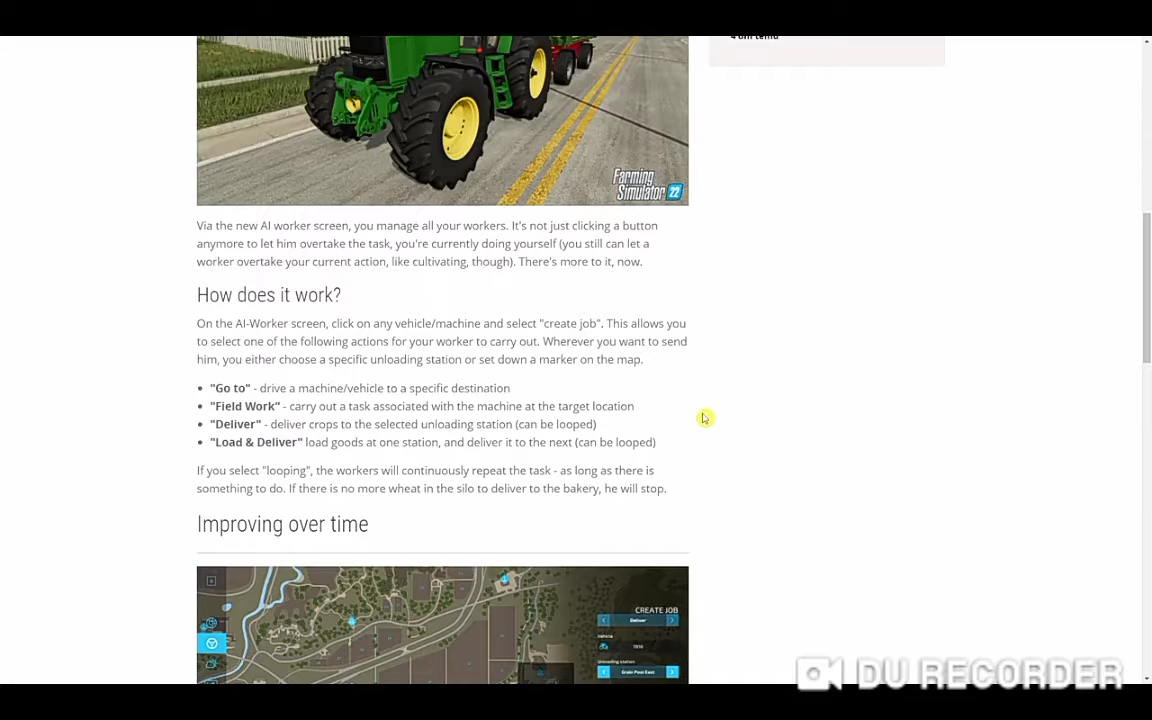 Farming
Simulator 22
Via the new AI worker screen, you manage all your workers. It's not just clicking a button
anymore to let him overtake the task, you're currently doing yourself (you still can let a
worker overtake your current action, like cultivating, though). There's more to it, now.
How does it work?
On the AI-Worker screen, click on any vehicle/machine and select "create job". This allows you
to select one of the following actions for your worker to carry out. Wherever you want to send
him, you either choose a specific unloading station or set down a marker on the map.
• "Go to" - drive a machine/vehicle to a specific destination
• "Field Work" - carry out a task associated with the machine at the target location
• "Deliver" - deliver crops to the selected unloading station (can be looped)
• "Load & Deliver" load goods at one station, and deliver it to the next (can be looped)
If you select "looping", the workers will continuously repeat the task - as long as there is
something to do. If there is no more wheat in the silo to deliver to the bakery, he will stop.
Improving over time
CREATE JOB
Deliver
Vehicle
Unloading station
Grain Pool East
DU RECORDER